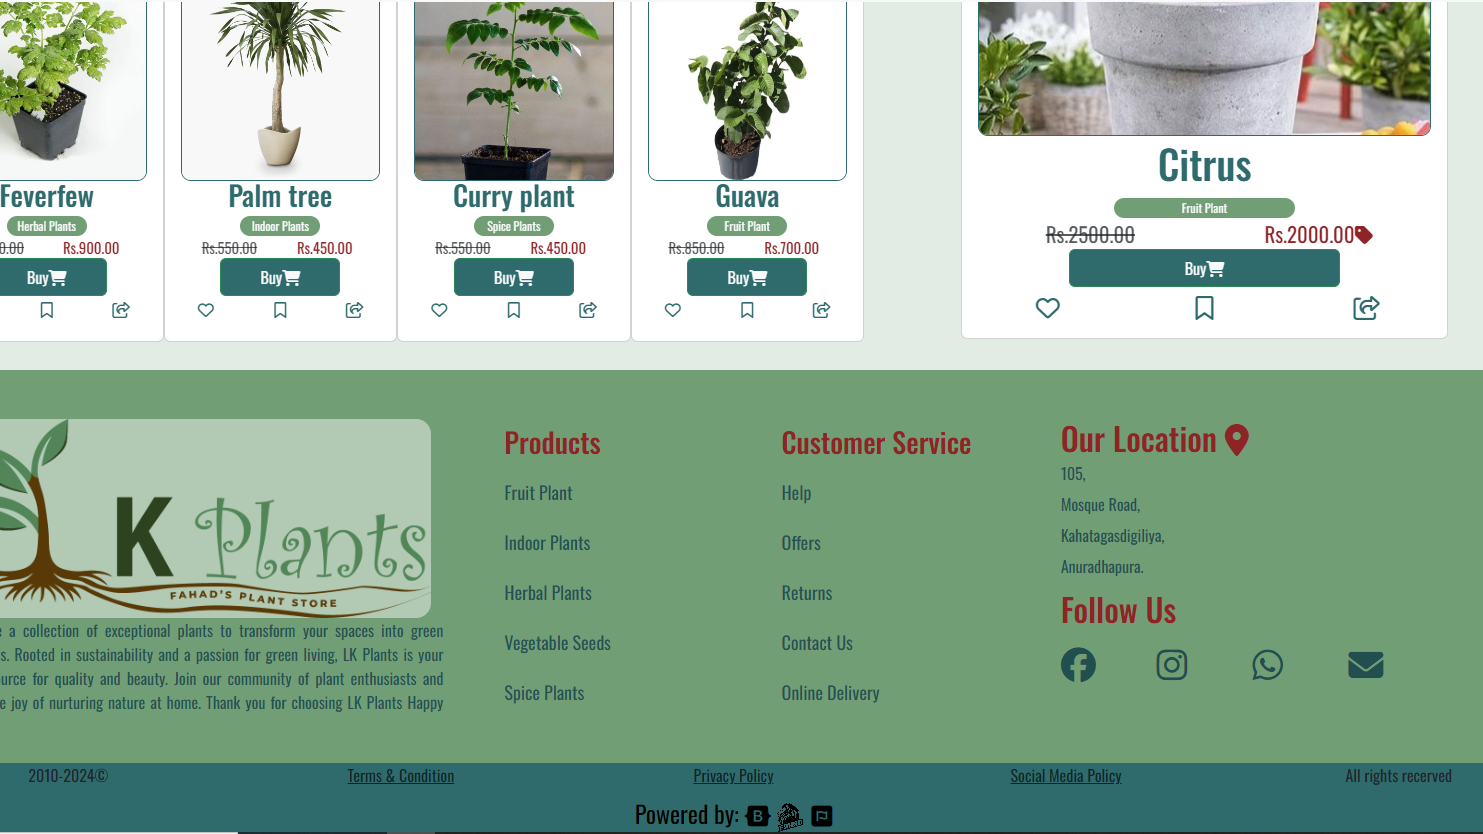 Citrus
Fruit Plant
Rs.2500.00 Rs.2000.00
Buy
Feverfew Palm tree Curry plant Guava
Herbal Plants Indoor Plants Spice Plants Fruit Plant
0.00 Rs.900.00 Rs.550.00 Rs.450.00 Rs.550.00 Rs.450.00 Rs.850.00 Rs.700.00
Buy Buy Buy Buy
K Plants
FAHAD'S PLANT STORE
e a collection of exceptional plants to transform your spaces into green
s. Rooted in sustainability and a passion for green living, LK Plants is your
urce for quality and beauty. Join our community of plant enthusiasts and
e joy of nurturing nature at home. Thank you for choosing LK Plants Happy
Products
Fruit Plant
Indoor Plants
Herbal Plants
Vegetable Seeds
Spice Plants
Customer Service
Help
Offers
Returns
Contact Us
Online Delivery
Our Location
105,
Mosque Road,
Kahatagasdigiliya,
Anuradhapura.
Follow Us
2010-2024© Terms & Condition Privacy Policy Social Media Policy All rights recerved
Powered by: B